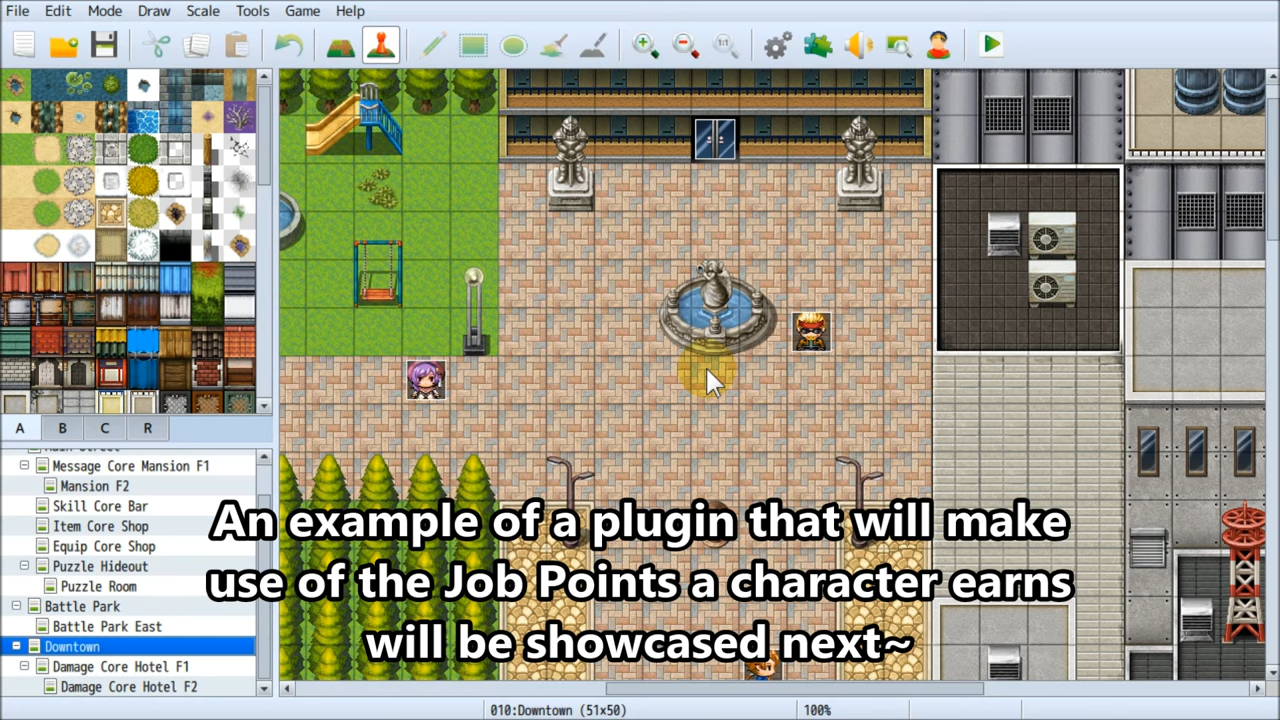 File Edit Mode Draw Scale Tools Game Help
1:1
A B C R
Message Core Mansion F1
Mansion F2
Skill Core Bar
Item Core Shop
Equip Core Shop
Puzzle Hideout
Puzzle Room
Battle Park
Battle Park East
Downtown
Damage Core Hotel F1
Damage Core Hotel F2
An example of a plugin that will make
use of the Job Points a character earns
will be showcased next~
010:Downtown (51x50) 100%